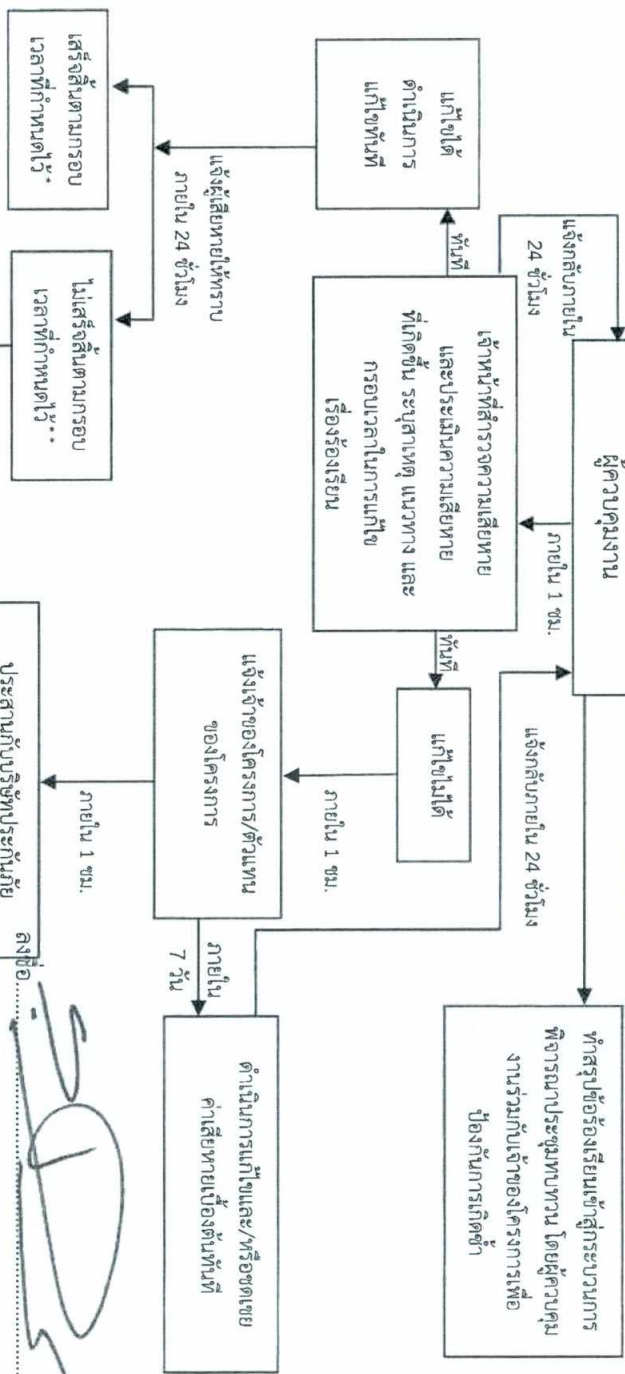 ผู้ควบคุมงาน
แจ้งกลับภายใน
24 ชั่วโมง
ภายใน 1 ชม.
ทำสรุปข้อร้องเรียนเข้าสู่กระบวนการ
พิจารณาประชุมทบทวน โดยผู้ควบคุม
งานร่วมกับเจ้าของโครงการเพื่อ
ป้องกันการเกิดซ้ำ
แก้ไขได้
ดำเนินการ
แก้ไขทันที
ทันที
เจ้าหน้าที่สำรวจความเสียหาย
และประเมินความเสียหาย
ที่เกิดขึ้น ระบุสาเหตุ แนวทาง และ
กรอบเวลาในการแก้ไข
เรื่องร้องเรียน
ทันที
แก้ไขไม่ได้
แจ้งกลับภายใน 24 ชั่วโมง
แจ้งผู้เสียหายให้ทราบ
ภายใน 24 ชั่วโมง
ภายใน 1 ชม.
เสร็จสิ้นตามกรอบ
เวลาที่กำหนดไว้*
ไม่เสร็จสิ้นตามกรอบ
เวลาที่กำหนดไว้**
แจ้งเจ้าของโครงการ/ตัวแทน
ของโครงการ
ภายใน
7 วัน
ดำเนินการแก้ไขและ/หรือชดเชย
ค่าเสียหายเบื้องต้นทันที
ภายใน 1 ชม.
ประสานกับบริษัทประกันภัย
ลงชื่อ